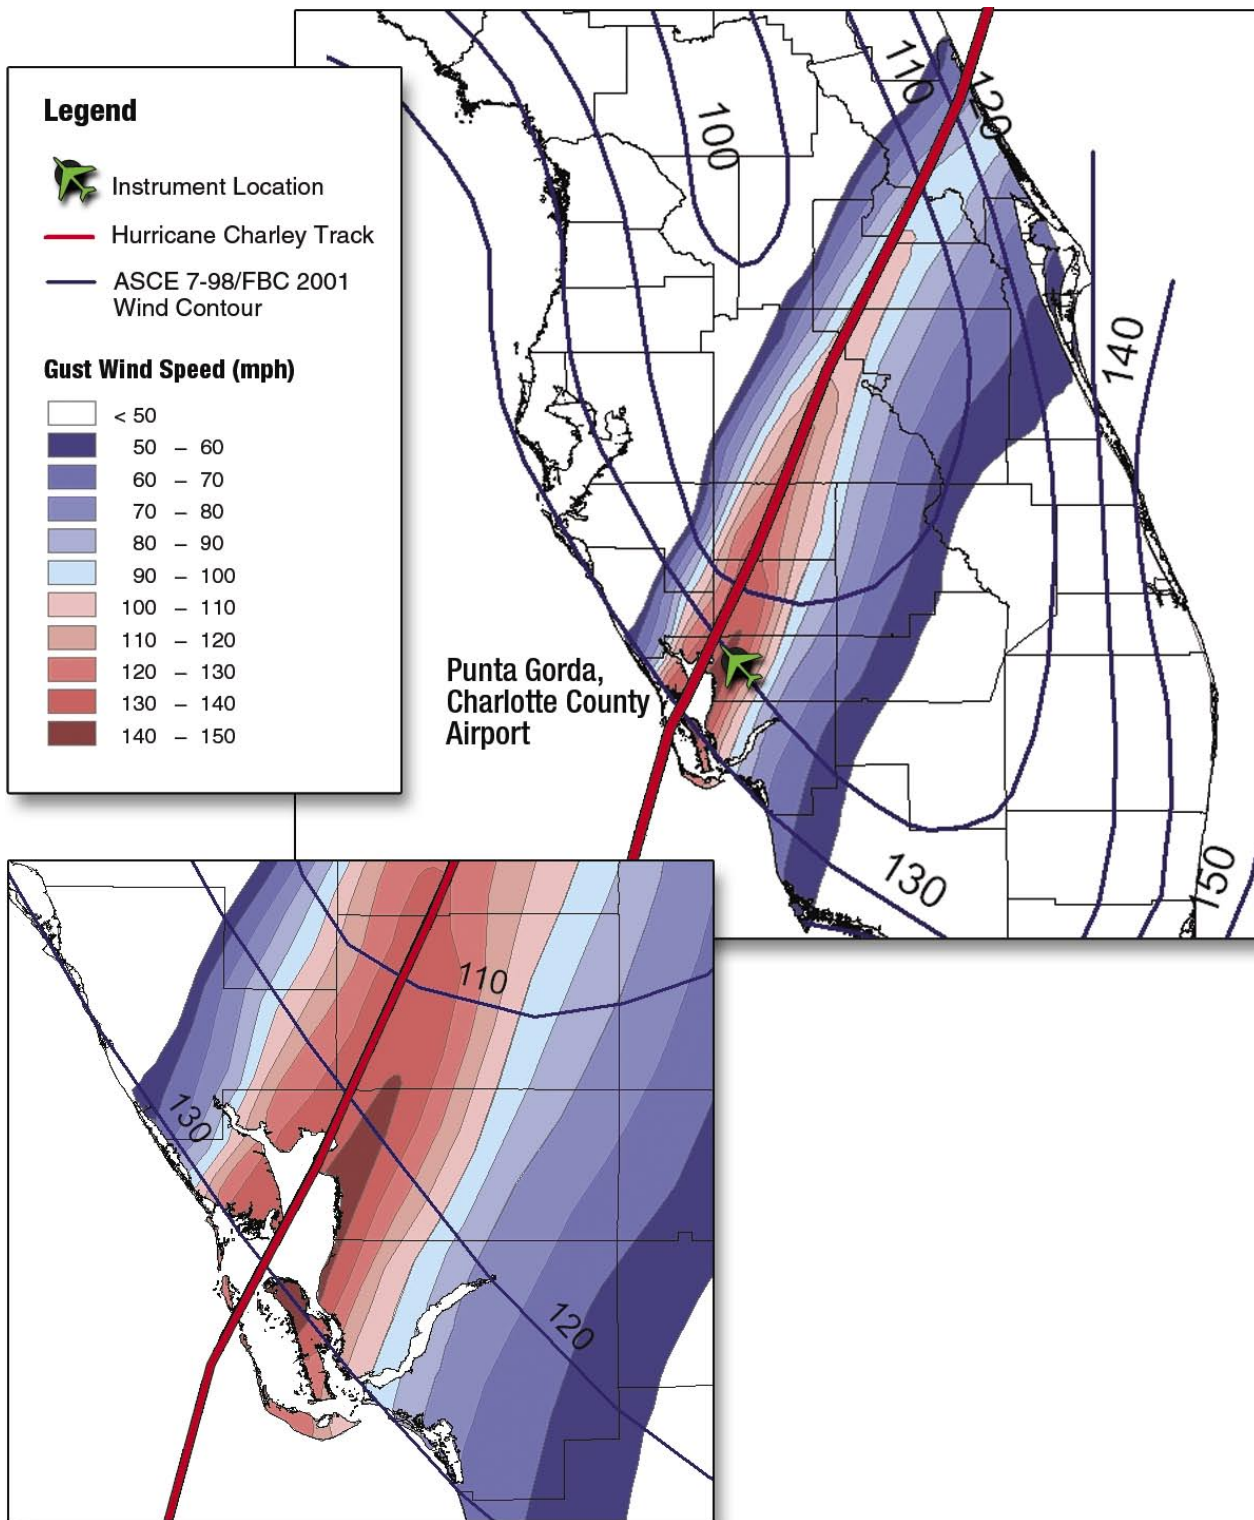 Legend
Instrument Location
Hurricane Charley Track
ASCE 7-98/FBC 2001
Wind Contour
Gust Wind Speed (mph)
< 50
50 – 60
60 – 70
70 – 80
80 – 90
90 – 100
100 – 110
110 – 120
120 – 130
130 – 140
140 – 150
100
110
120
140
Punta Gorda,
Charlotte County
Airport
130
150
110
130
120